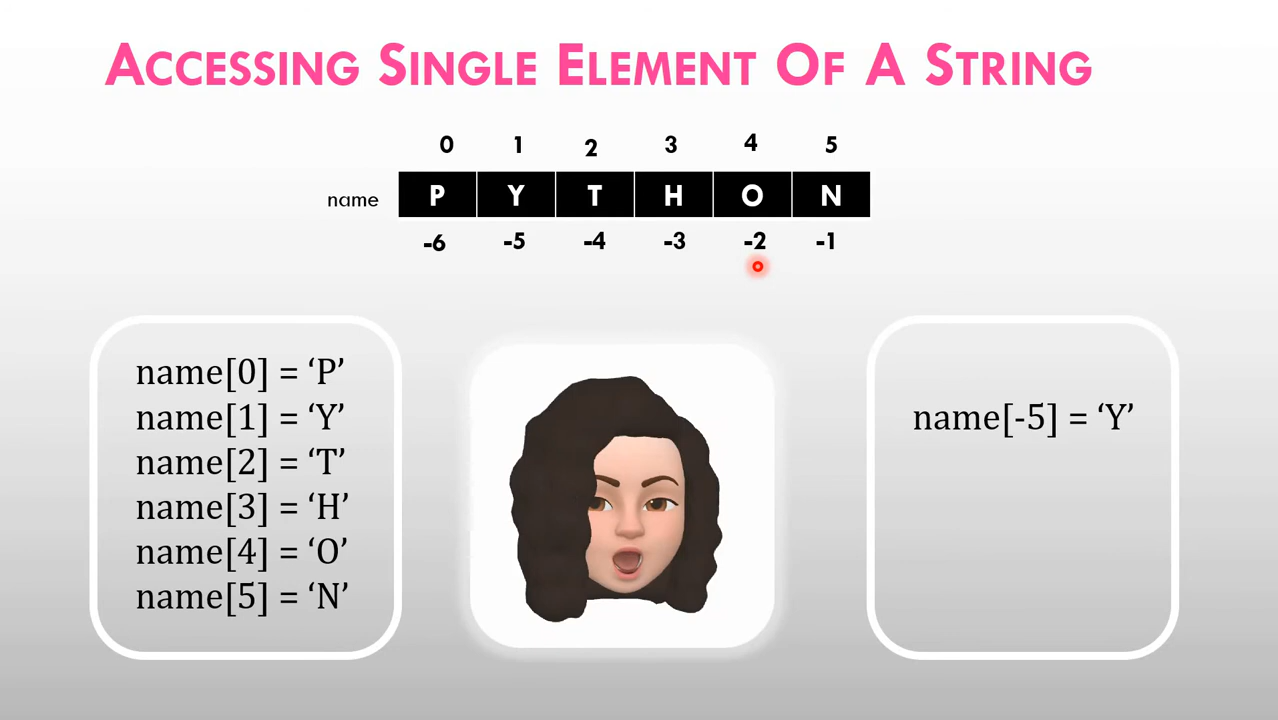 ACCESSING SINGLE ELEMENT OF A STRING
0 1 2 3 4 5
name P Y T H O N
-6 -5 -4 -3 -2 -1
name[0] = ‘P’
name[1] = ‘Y’
name[2] = ‘T’
name[3] = ‘H’
name[4] = ‘O’
name[5] = ‘N’
name[-5] = ‘Y’